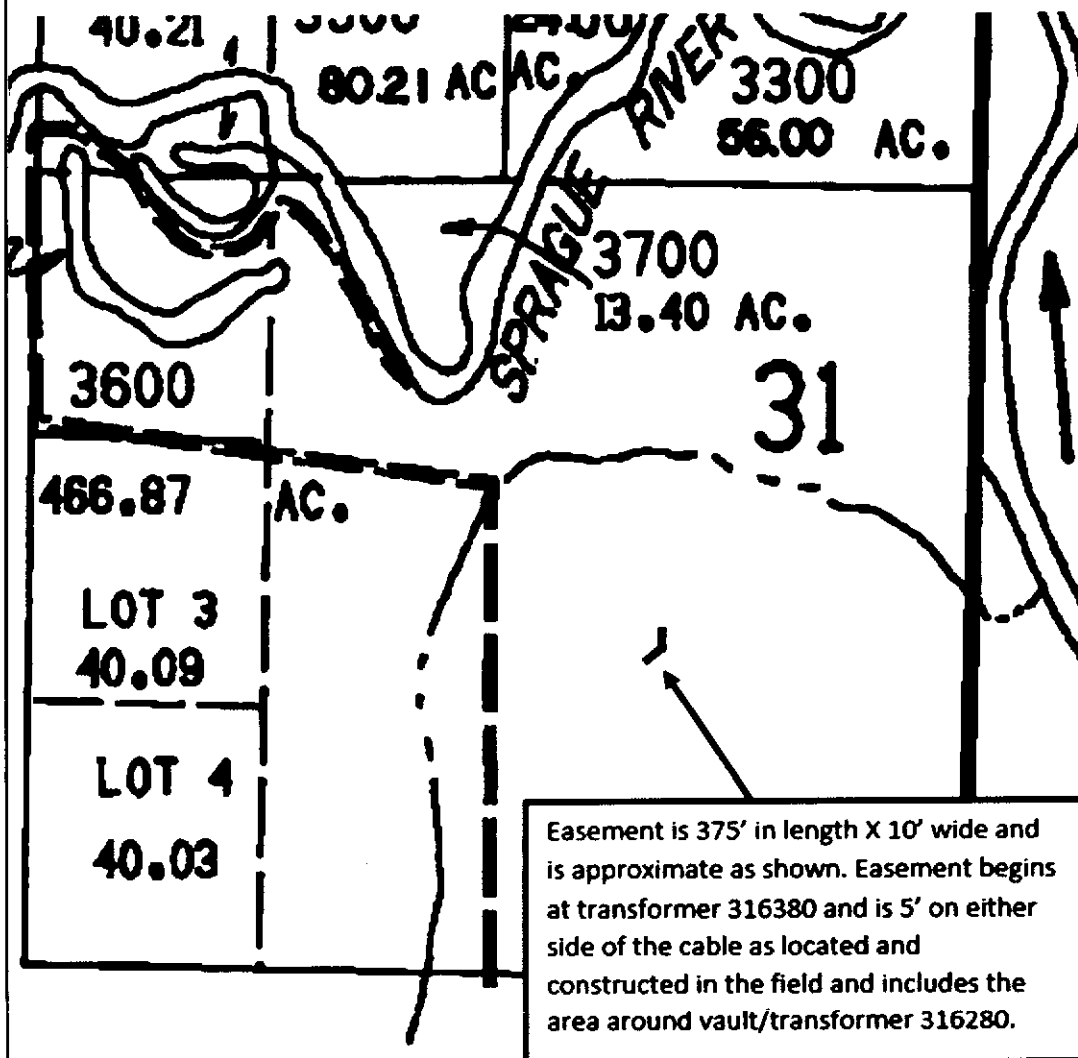 40.21
80.21 AC
AC.
3300
56.00 AC.
SPRAGUE RIVER
3700
13.40 AC.
31
3600
466.87 AC.
LOT 3
40.09
LOT 4
40.03
Easement is 375' in length X 10' wide and
is approximate as shown. Easement begins
at transformer 316380 and is 5' on either
side of the cable as located and
constructed in the field and includes the
area around vault/transformer 316280.